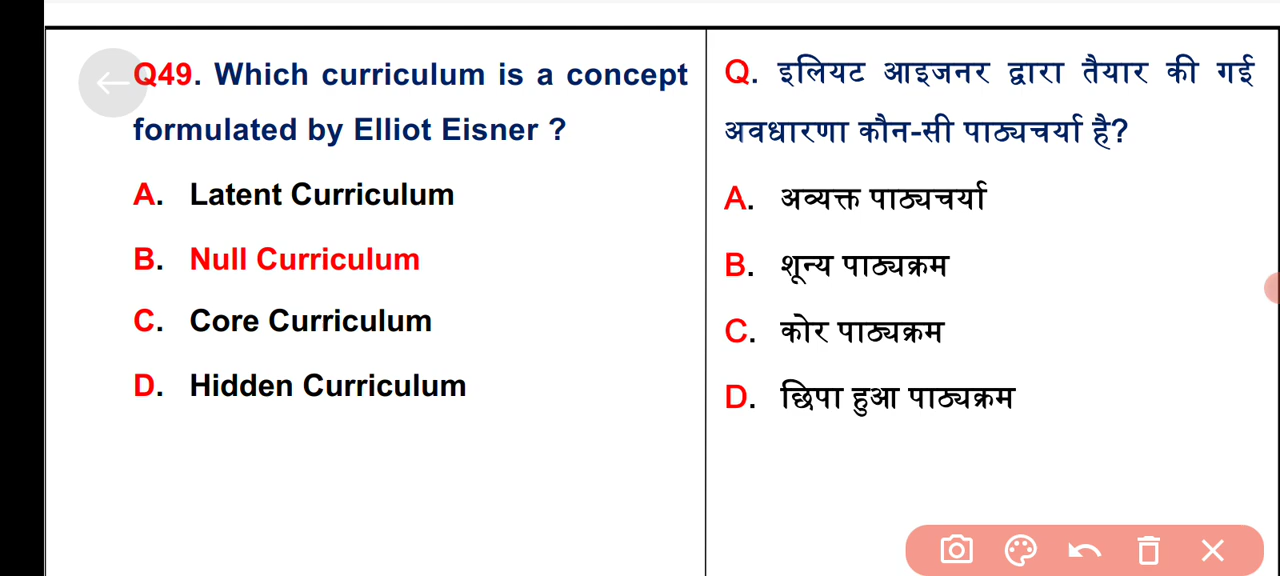 Q49. Which curriculum is a concept
formulated by Elliot Eisner ?
A. Latent Curriculum
B. Null Curriculum
C. Core Curriculum
D. Hidden Curriculum
Q. इलियट आइजनर द्वारा तैयार की गई
अवधारणा कौन-सी पाठ्यचर्या है?
A. अव्यक्त पाठ्यचर्या
B. शून्य पाठ्यक्रम
C. कोर पाठ्यक्रम
D. छिपा हुआ पाठ्यक्रम